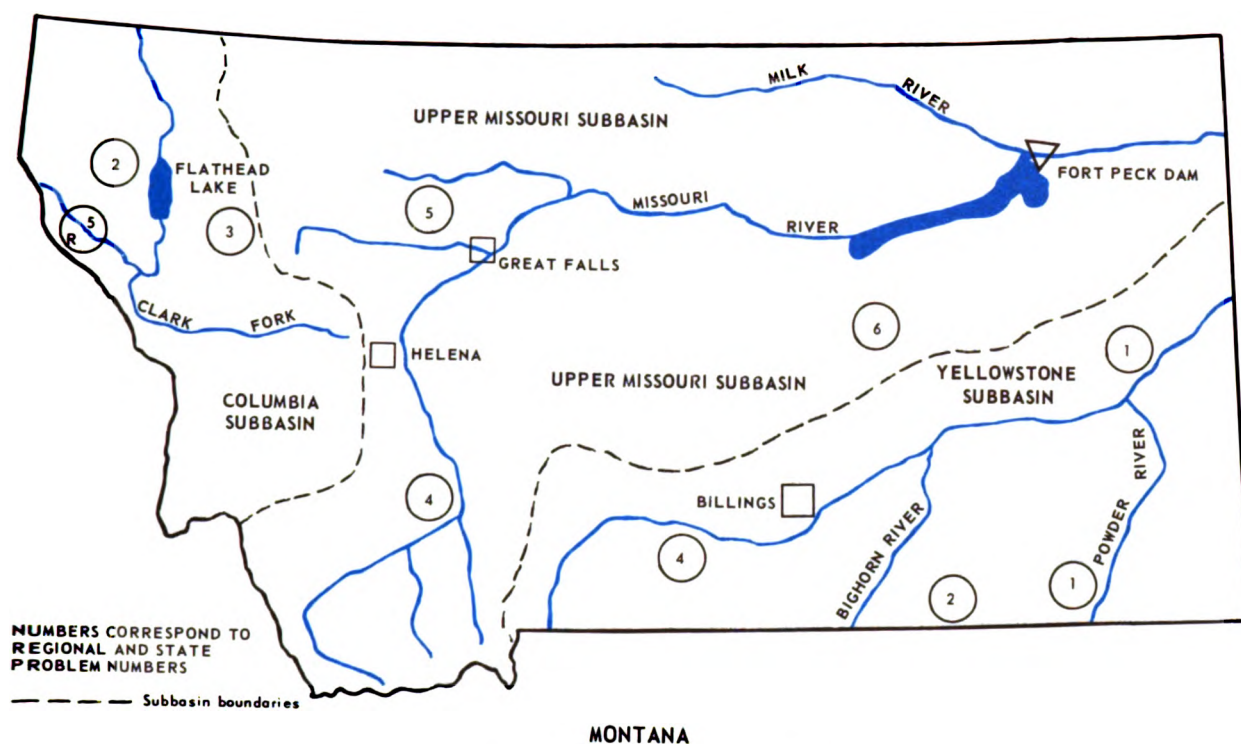 MILK RIVER
UPPER MISSOURI SUBBASIN
2
FLATHEAD
LAKE
FORT PECK DAM
5
R
3
5
MISSOURI RIVER
GREAT FALLS
CLARK FORK
6
1
HELENA
UPPER MISSOURI SUBBASIN
YELLOWSTONE
SUBBASIN
COLUMBIA
SUBBASIN
4
BILLINGS
4
BIGHORN RIVER
2
1
POWDER RIVER
NUMBERS CORRESPOND TO
REGIONAL AND STATE
PROBLEM NUMBERS
Subbasin boundaries
MONTANA